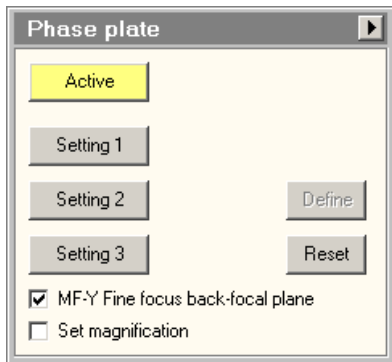 Phase plate
Active
Setting 1
Setting 2
Define
Setting 3
Reset
MF-Y Fine focus back-focal plane
Set magnification